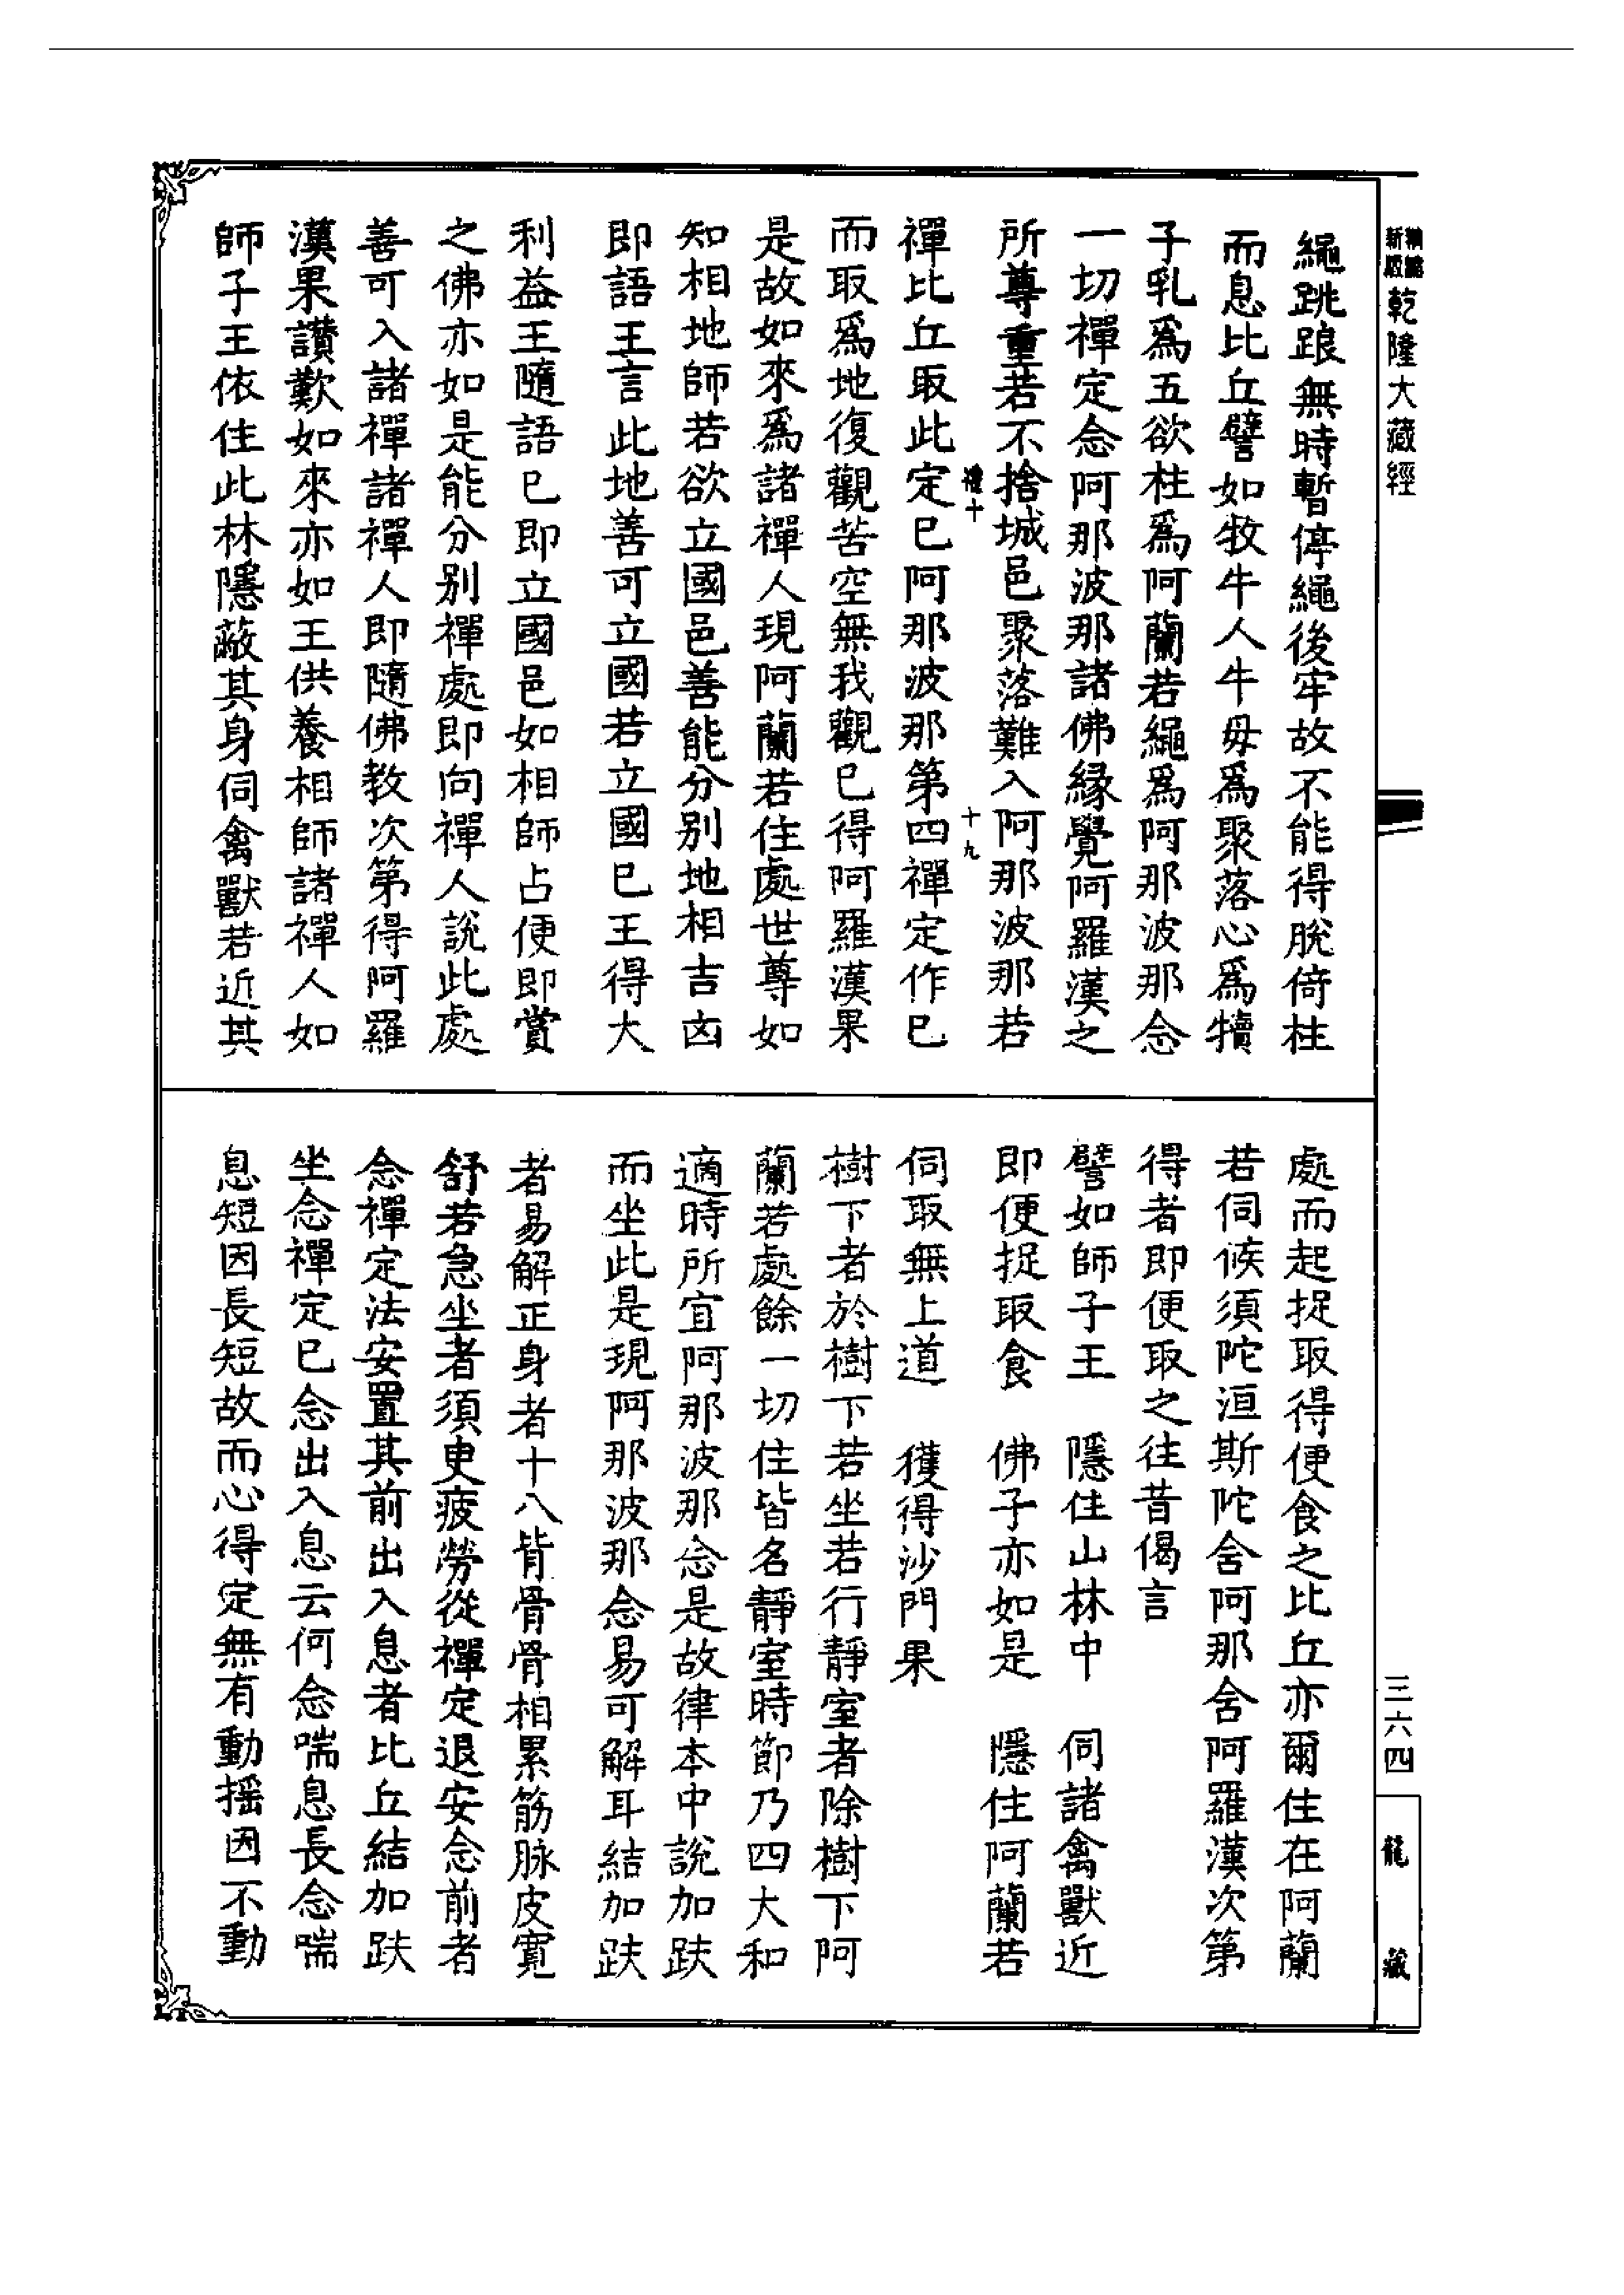 精縮
新版
乾隆大藏經
繩跳踉無時暫停繩後牢故不能得脫倚柱
而息比丘譬如牧牛人牛毋爲聚落心爲犢
子乳爲五欲柱爲阿蘭若繩爲阿那波那念
一切禪定念阿那波那諸佛緣覺阿羅漢之
所尊重若不捨城邑聚落難入阿那波那若
禮十
十九
禪比丘取此定已阿那波那第四禪定作已
而取爲地復觀苦空無我觀已得阿羅漢果
是故如來爲諸禪人現阿蘭若住處世尊如
知相地師若欲立國邑善能分別地相吉凶
即語王言此地善可立國若立國已王得大
利益王隨語已即立國邑如相師占便即賞
之佛亦如是能分別禪處即向禪人說此處
善可入諸禪諸禪人即隨佛教次第得阿羅
漢果讚歎如來亦如王供養相師諸禪人如
師子王依住此林隱蔽其身伺禽獸若近其
處而起捉取得便食之比丘亦爾住在阿蘭
若伺候須陀洹斯陀含阿那含阿羅漢次第
得者即便取之往昔偈言
譬如師子王　隱住山林中　伺諸禽獸近
即便捉取食　佛子亦如是　隱住阿蘭若
伺取無上道　獲得沙門果
樹下者於樹下若坐若行靜室者除樹下阿
蘭若處餘一切住皆名靜室時節乃四大和
適時所宜阿那波那念是故律本中說加趺
而坐此是現阿那波那念易可解耳結加趺
者易解正身者十八背骨骨相累筋脉皮寬
舒若急坐者須臾疲勞從禪定退安念前者
念禪定法安置其前出入息者比丘結加趺
坐念禪定已念出入息云何念喘息長念喘
息短因長短故而心得定無有動搖因不動
三六四
龍藏